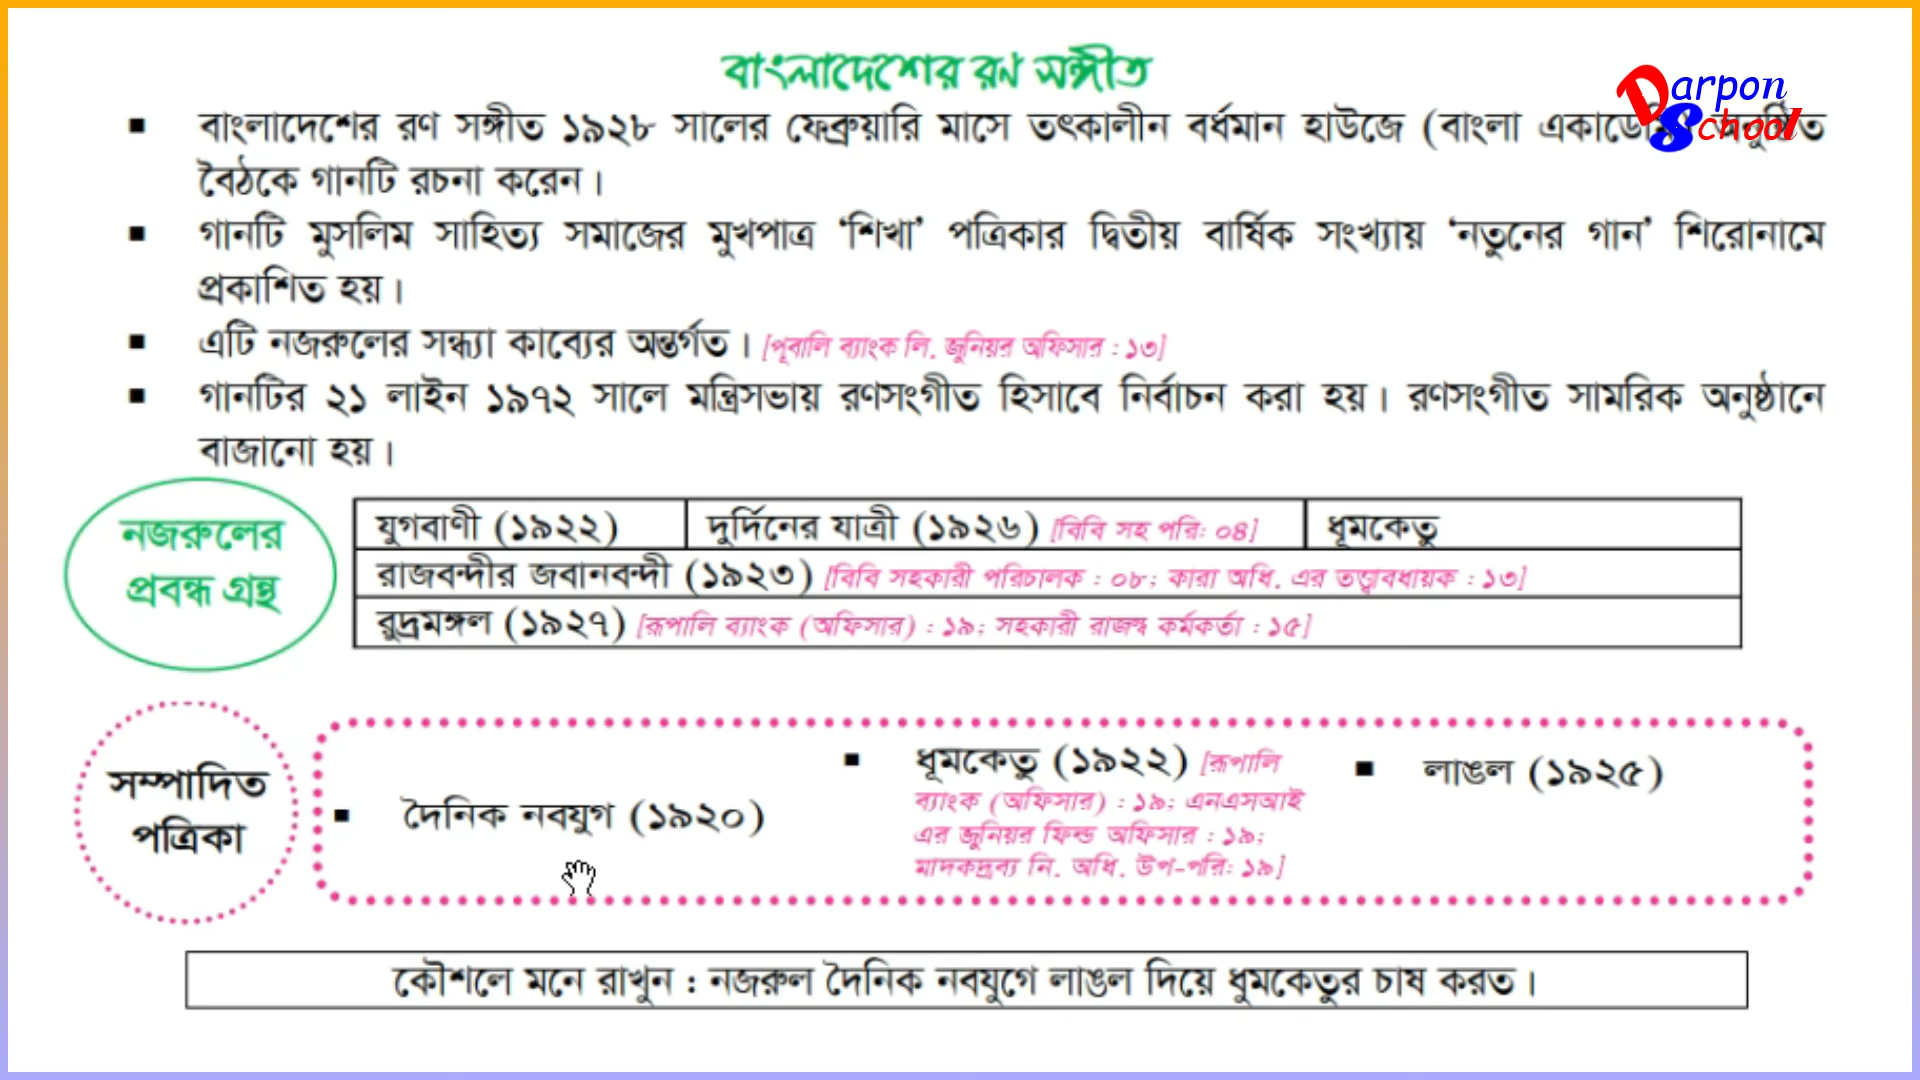 বাংলাদেশের রণ সঙ্গীত
Darpon
School
▪ বাংলাদেশের রণ সঙ্গীত ১৯২৮ সালের ফেব্রুয়ারি মাসে তৎকালীন বর্ধমান হাউজে (বাংলা
বৈঠকে গানটি রচনা করেন।
▪ গানটি মুসলিম সাহিত্য সমাজের মুখপাত্র ‘শিখা’ পত্রিকার দ্বিতীয় বার্ষিক সংখ্যায় ‘নতুনের গান’ শিরোনামে
প্রকাশিত হয়।
▪ এটি নজরুলের সন্ধ্যা কাব্যের অন্তর্গত। [পূবালি ব্যাংক লি. জুনিয়র অফিসার : ১৩]
▪ গানটির ২১ লাইন ১৯৭২ সালে মন্ত্রিসভায় রণসংগীত হিসাবে নির্বাচন করা হয়। রণসংগীত সামরিক অনুষ্ঠানে
বাজানো হয়।
নজরুলের
প্রবন্ধ গ্রন্থ
যুগবাণী (১৯২২) দুর্দিনের যাত্রী (১৯২৬) [বিবি সহ পরি: ০৪] ধূমকেতু
রাজবন্দীর জবানবন্দী (১৯২৩) [বিবি সহকারী পরিচালক : ০৮; কারা অধি. এর তত্ত্বাবধায়ক : ১৩]
রুদ্রমঙ্গল (১৯২৭) [রূপালি ব্যাংক (অফিসার) : ১৯; সহকারী রাজস্ব কর্মকর্তা : ১৫]
সম্পাদিত
পত্রিকা
▪ দৈনিক নবযুগ (১৯২০)
▪ ধূমকেতু (১৯২২) [রূপালি
ব্যাংক (অফিসার) : ১৯; এনএসআই
এর জুনিয়র ফিল্ড অফিসার : ১৯;
মাদকদ্রব্য নি. অধি. উপ-পরি: ১৯]
▪ লাঙল (১৯২৫)
কৌশলে মনে রাখুন : নজরুল দৈনিক নবযুগে লাঙল দিয়ে ধুমকেতুর চাষ করত।